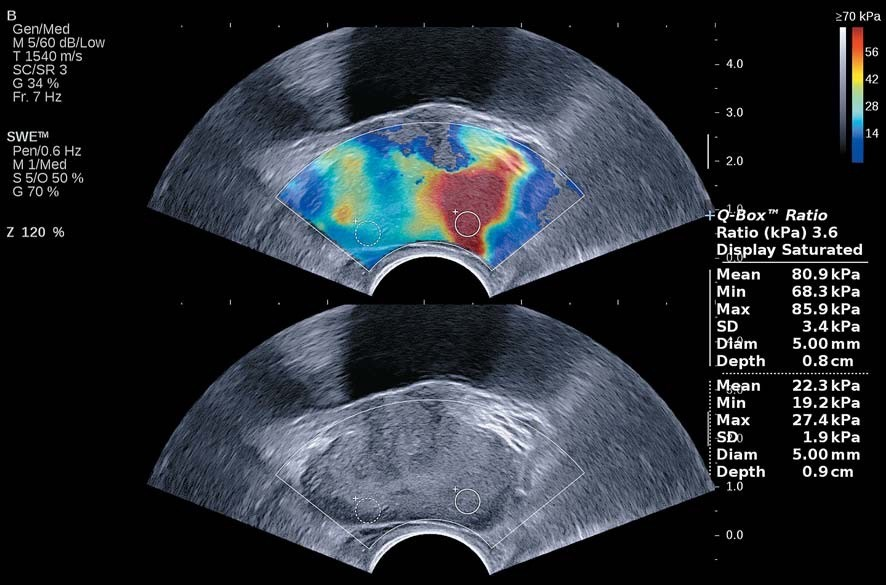 B
Gen/Med
M 5/60 dB/Low
T 1540 m/s
SC/SR 3
G 34 %
Fr. 7 Hz
SWE™
Pen/0.6 Hz
M 1/Med
S 5/O 50 %
G 70 %
Z 120 %
4.0
3.0
2.0
1.0
0.0
≥70 kPa
56
42
28
14
+Q-Box™ Ratio
Ratio (kPa) 3.6
Display Saturated
Mean 80.9 kPa
Min 68.3 kPa
Max 85.9 kPa
SD 3.4 kPa
Diam 5.00 mm
Depth 0.8 cm
Mean 22.3 kPa
Min 19.2 kPa
Max 27.4 kPa
SD 1.9 kPa
Diam 5.00 mm
Depth 0.9 cm
1.0
0.0